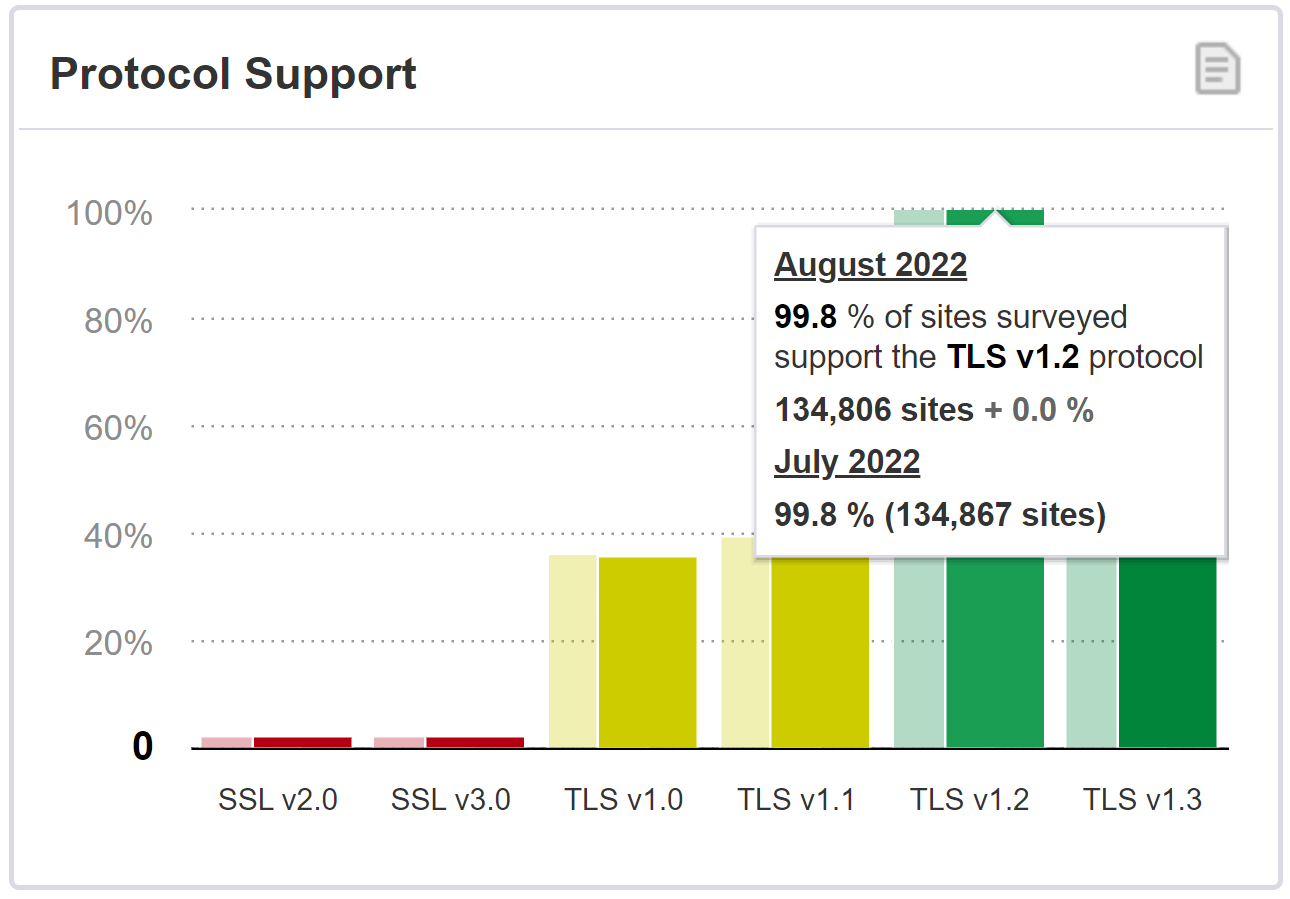 Protocol Support
100%
80%
60%
40%
20%
0
August 2022
99.8 % of sites surveyed
support the TLS v1.2 protocol
134,806 sites + 0.0 %
July 2022
99.8 % (134,867 sites)
SSL v2.0
SSL v3.0
TLS v1.0
TLS v1.1
TLS v1.2
TLS v1.3